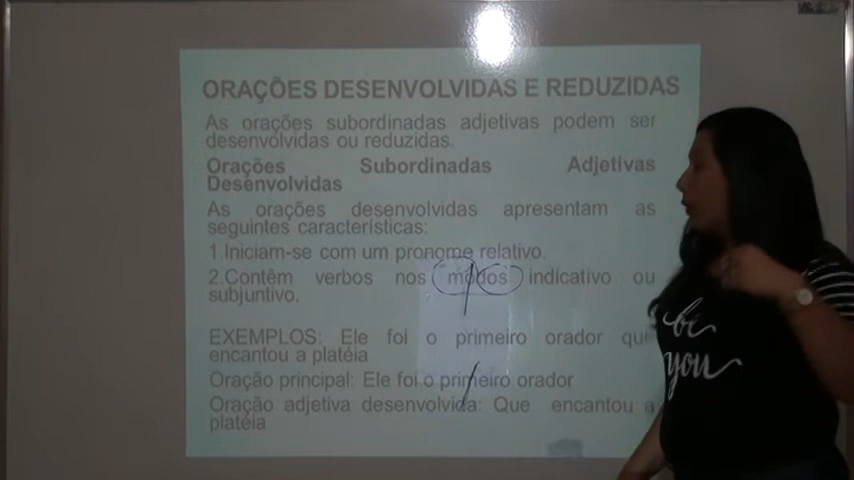 ORAÇÕES DESENVOLVIDAS E REDUZIDAS
As orações subordinadas adjetivas podem ser
desenvolvidas ou reduzidas.
Orações Subordinadas Adjetivas
Desenvolvidas
As orações desenvolvidas apresentam as
seguintes características:
1.Iniciam-se com um pronome relativo.
2.Contêm verbos nos modos indicativo ou
subjuntivo.
EXEMPLOS: Ele foi o primeiro orador que
encantou a platéia
Oração principal: Ele foi o primeiro orador
Oração adjetiva desenvolvida: Que encantou a
platéia
be
you